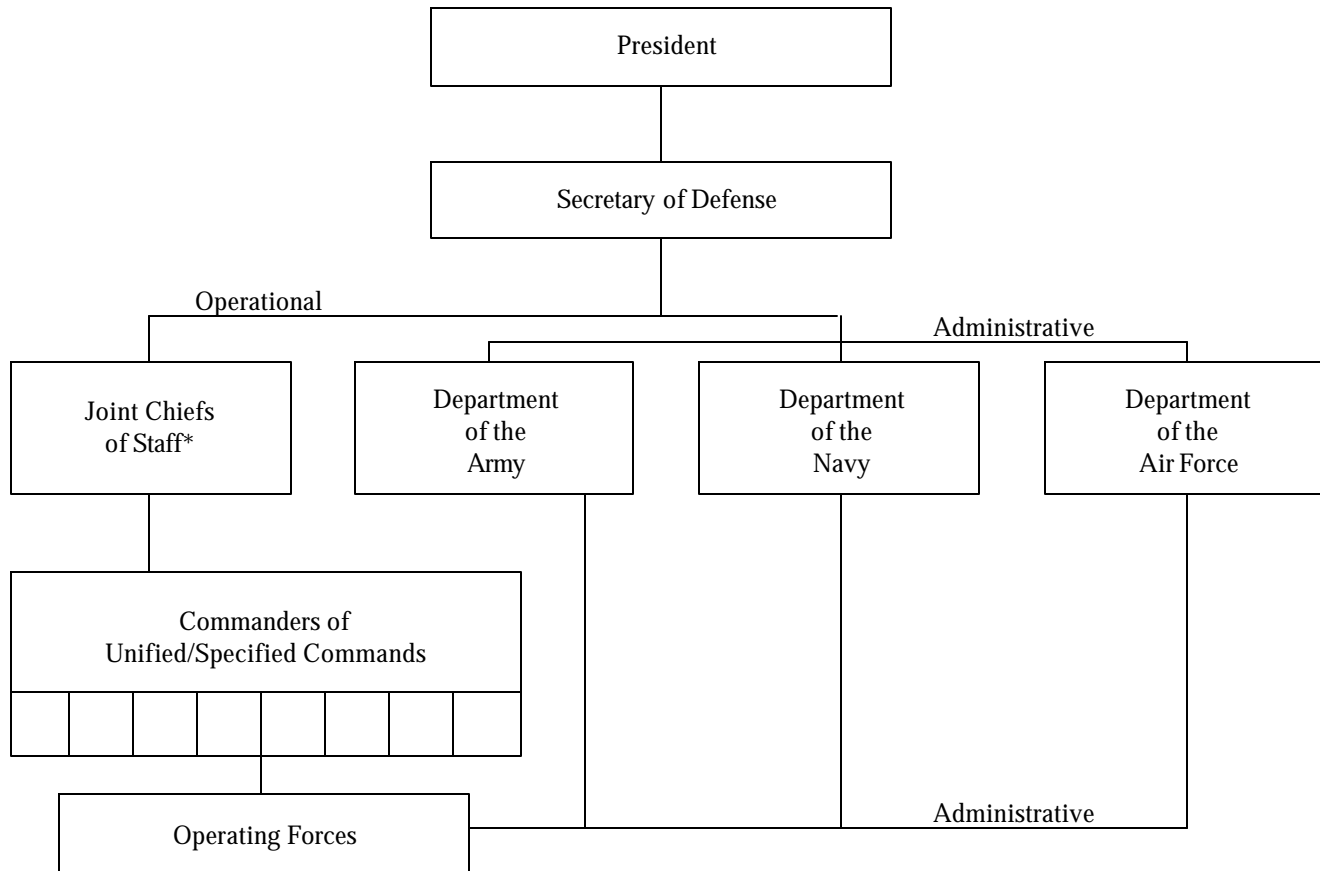 President
Secretary of Defense
Operational
Administrative
Joint Chiefs
of Staff*
Department
of the
Army
Department
of the
Navy
Department
of the
Air Force
Commanders of
Unified/Specified Commands
Administrative
Operating Forces